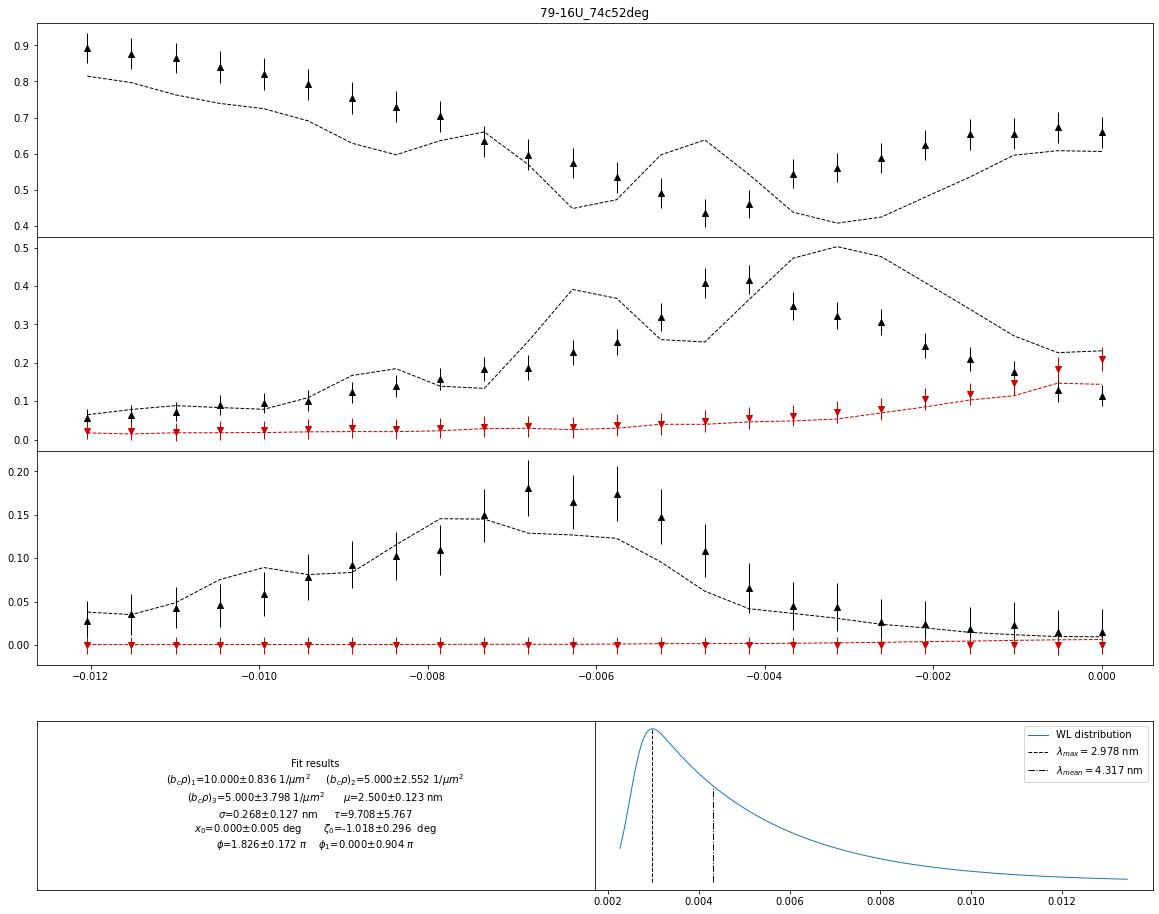 79-16U_74c52deg
0.9
0.8
0.7
0.6
0.5
0.4
0.5
0.4
0.3
0.2
0.1
0.0
0.20
0.15
0.10
0.05
0.00
−0.012 −0.010 −0.008 −0.006 −0.004 −0.002 0.000
Fit results
(b_cρ)_1=10.000±0.836 1/μm^2 (b_cρ)_2=5.000±2.552 1/μm^2
(b_cρ)_3=5.000±3.798 1/μm^2 μ=2.500±0.123 nm
σ=0.268±0.127 nm τ=9.708±5.767
x_0=0.000±0.005 deg ζ_0=-1.018±0.296 deg
ϕ=1.826±0.172 π ϕ_1=0.000±0.904 π
WL distribution
λ_max = 2.978 nm
λ_mean = 4.317 nm
0.002 0.004 0.006 0.008 0.010 0.012